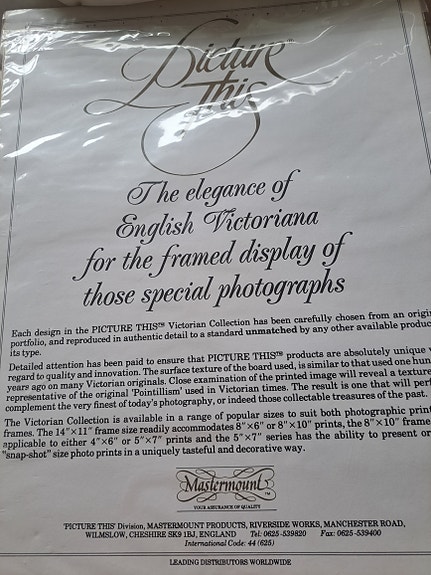 Picture
This
The elegance of
English Victoriana
for the framed display of
those special photographs
Each design in the PICTURE THIS™ Victorian Collection has been carefully chosen from an origi
portfolio, and reproduced in authentic detail to a standard unmatched by any other available produc
its type.
Detailed attention has been paid to ensure that PICTURE THIS™ products are absolutely unique
regard to quality and innovation. The surface texture of the board used, is similar to that used one hun
years ago on many Victorian originals. Close examination of the printed image will reveal a texture
representative of the original 'Pointillism' used in Victorian times. The result is one that will per
complement the very finest of today's photography, or indeed those collectable treasures of the past.
The Victorian Collection is available in a range of popular sizes to suit both photographic print
frames. The 14"×11" frame size readily accommodates 8"×6" or 8"×10" prints, the 8"×10" frame
applicable to either 4"×6" or 5"×7" prints and the 5"×7" series has the ability to present or
"snap-shot" size photo prints in a uniquely tasteful and decorative way.
Mastermount™
YOUR ASSURANCE OF QUALITY
'PICTURE THIS' Division, MASTERMOUNT PRODUCTS, RIVERSIDE WORKS, MANCHESTER ROAD,
WILMSLOW, CHESHIRE SK9 1BJ, ENGLAND Tel: 0625-539820 Fax: 0625-539400
International Code: 44 (625)
LEADING DISTRIBUTORS WORLDWIDE